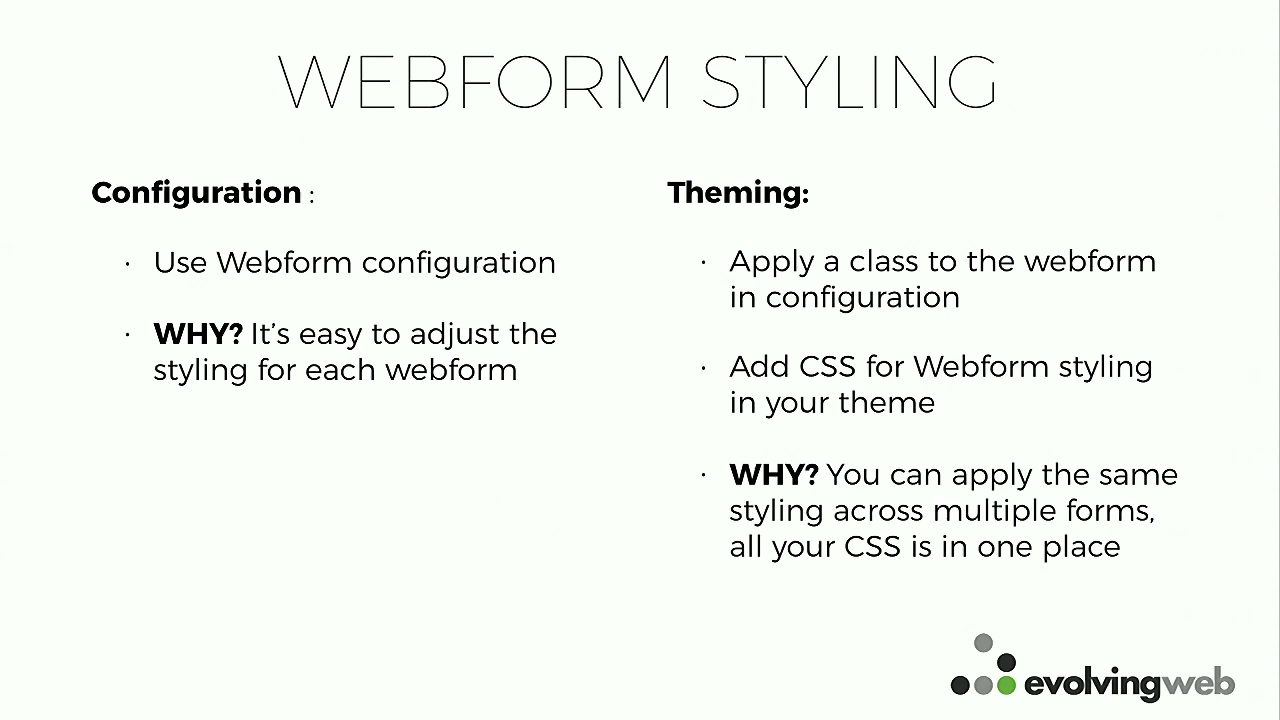 WEBFORM STYLING
Configuration :
· Use Webform configuration
· WHY? It’s easy to adjust the
styling for each webform
Theming:
· Apply a class to the webform
in configuration
· Add CSS for Webform styling
in your theme
· WHY? You can apply the same
styling across multiple forms,
all your CSS is in one place
evolvingweb